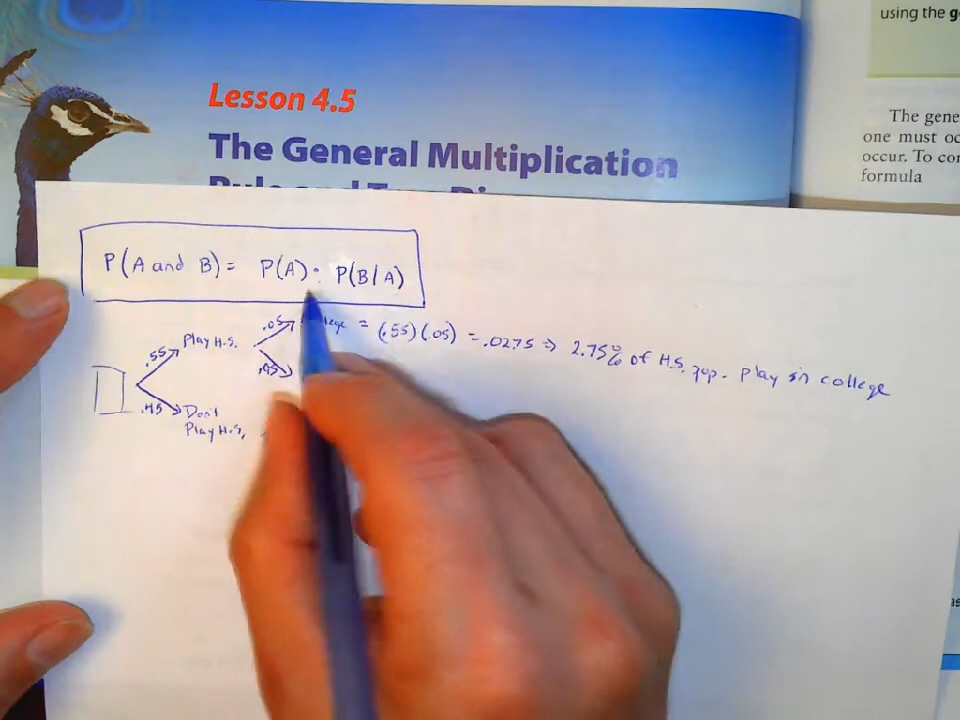 using the
Lesson 4.5
The General Multiplication
The gene
one must oc
occur. To cor
formula
P(A and B) = P(A) · P(B/A)
.55 Play H.S. .05 = (.55)(.05) = .0275 ⇒ 2.75% of H.S. pop. play in college
.95
.45 Don't
Play H.S.